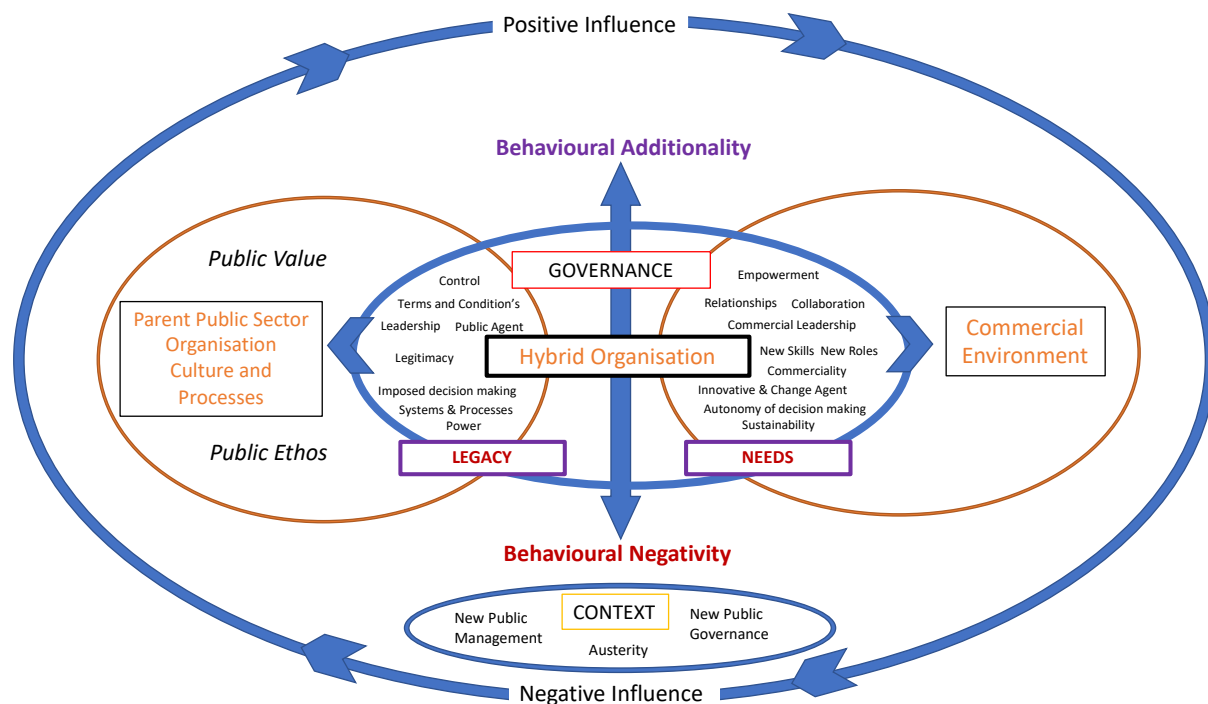 Positive Influence
Behavioural Additionality
Public Value
GOVERNANCE
Control
Terms and Condition's
Leadership
Public Agent
Legitimacy
Imposed decision making
Systems & Processes
Power
Parent Public Sector
Organisation
Culture and
Processes
Public Ethos
LEGACY
Hybrid Organisation
Empowerment
Relationships
Collaboration
Commercial Leadership
New Skills
New Roles
Commerciality
Innovative & Change Agent
Autonomy of decision making
Sustainability
NEEDS
Commercial
Environment
Behavioural Negativity
CONTEXT
New Public
Management
New Public
Governance
Austerity
Negative Influence